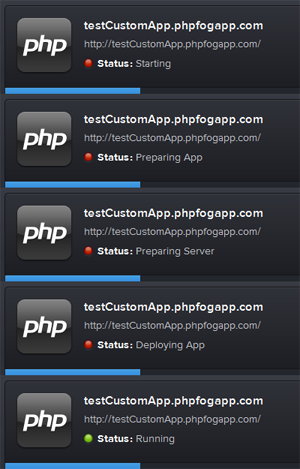 php
testCustomApp.phpfogapp.com
http://testCustomApp.phpfogapp.com/
Status: Starting
php
testCustomApp.phpfogapp.com
http://testCustomApp.phpfogapp.com/
Status: Preparing App
php
testCustomApp.phpfogapp.com
http://testCustomApp.phpfogapp.com/
Status: Preparing Server
php
testCustomApp.phpfogapp.com
http://testCustomApp.phpfogapp.com/
Status: Deploying App
php
testCustomApp.phpfogapp.com
http://testCustomApp.phpfogapp.com/
Status: Running